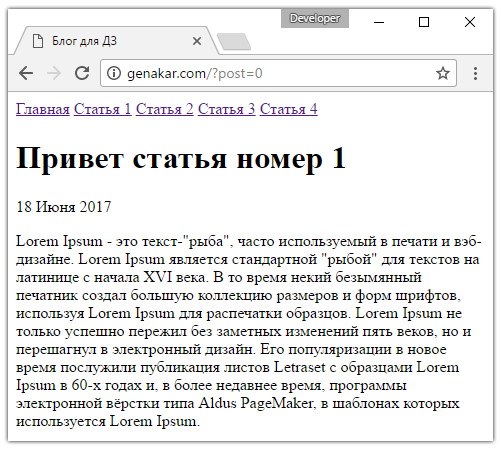 Developer
Блог для ДЗ
genakar.com/?post=0
Главная Статья 1 Статья 2 Статья 3 Статья 4
Привет статья номер 1
18 Июня 2017
Lorem Ipsum - это текст-"рыба", часто используемый в печати и вэб-
дизайне. Lorem Ipsum является стандартной "рыбой" для текстов на
латинице с начала XVI века. В то время некий безымянный
печатник создал большую коллекцию размеров и форм шрифтов,
используя Lorem Ipsum для распечатки образцов. Lorem Ipsum не
только успешно пережил без заметных изменений пять веков, но и
перешагнул в электронный дизайн. Его популяризации в новое
время послужили публикация листов Letraset с образцами Lorem
Ipsum в 60-х годах и, в более недавнее время, программы
электронной вёрстки типа Aldus PageMaker, в шаблонах которых
используется Lorem Ipsum.